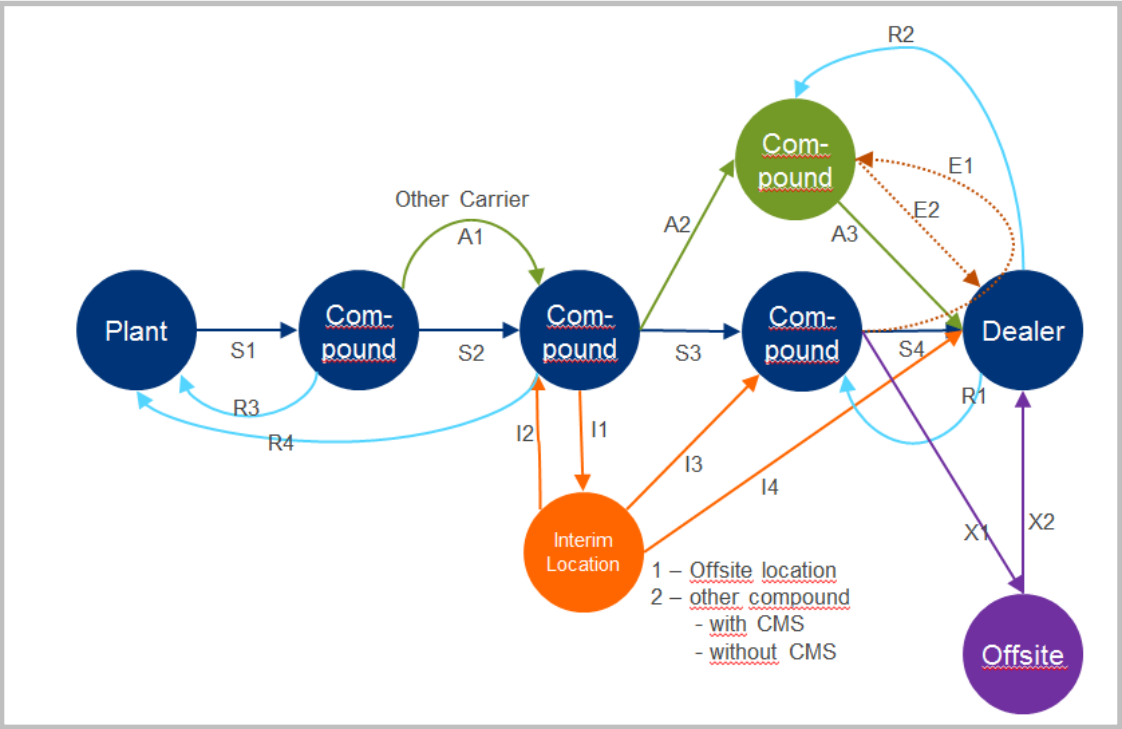 R2
Com-
pound
E1
Other Carrier
A1
A2
E2
A3
Plant
S1
Com-
pound
S2
Com-
pound
S3
Com-
pound
S4
Dealer
R3
R4
R1
I2
I1
I3
I4
X1
X2
Interim
Location
1 – Offsite location
2 – other compound
- with CMS
- without CMS
Offsite